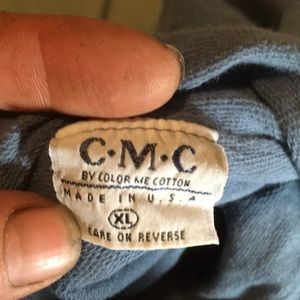 C·M·C
BY COLOR ME COTTON
MADE IN U.S.A
XL
CARE ON REVERSE